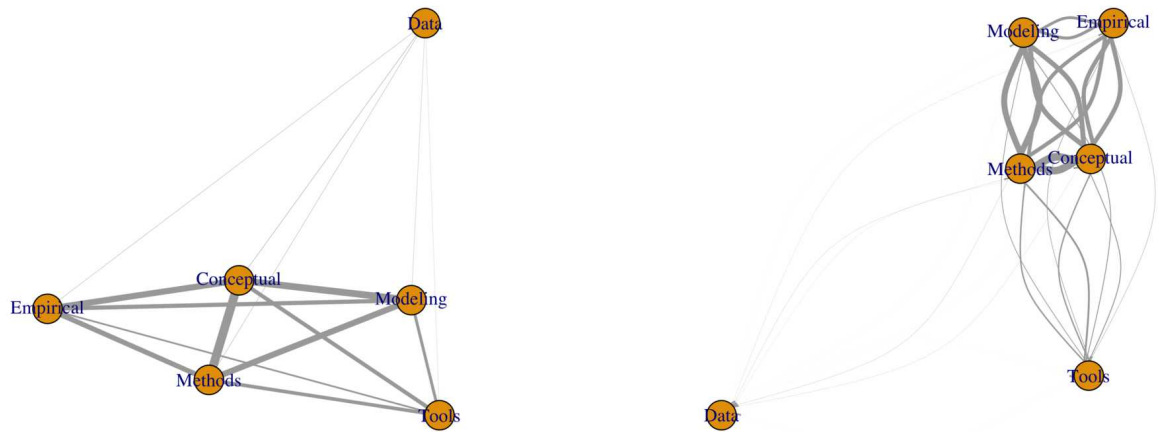 Data
Conceptual
Modeling
Empirical
Methods
Tools
Modeling
Empirical
Conceptual
Methods
Tools
Data